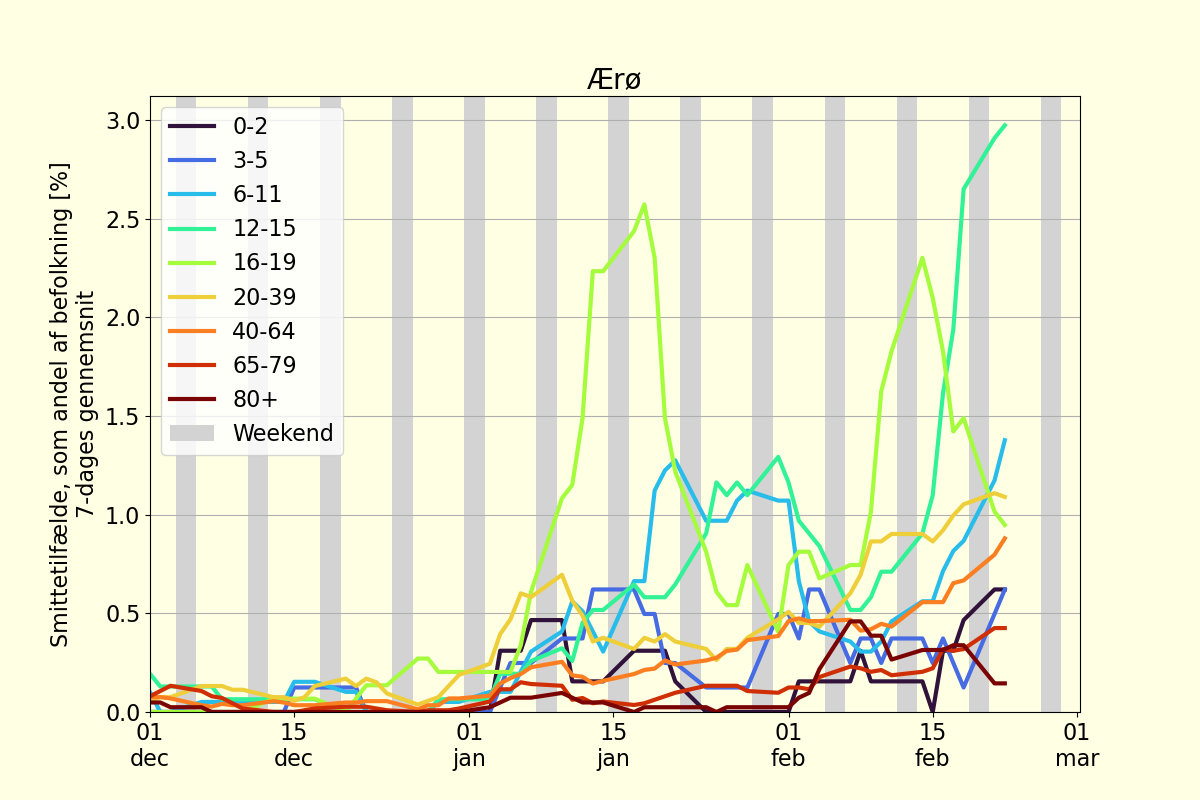 Ærø
Smittetilfælde, som andel af befolkning [%]
7-dages gennemsnit
3.0
2.5
2.0
1.5
1.0
0.5
0.0
0-2
3-5
6-11
12-15
16-19
20-39
40-64
65-79
80+
Weekend
01 15 01 15 01 15 01
dec dec jan jan feb feb mar